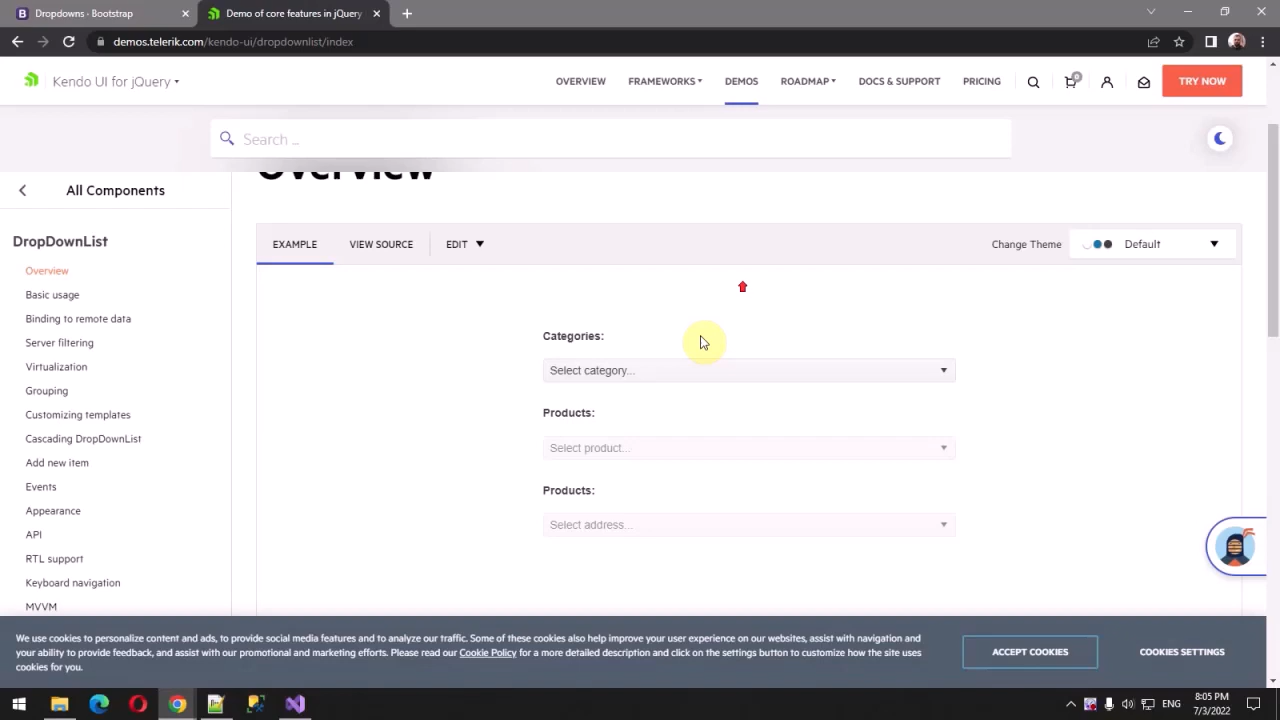 Dropdowns · Bootstrap
Demo of core features in jQuery
demos.telerik.com/kendo-ui/dropdownlist/index
Kendo UI for jQuery
OVERVIEW
FRAMEWORKS
DEMOS
ROADMAP
DOCS & SUPPORT
PRICING
0
TRY NOW
Search ...
All Components
Overview
DropDownList
Overview
Basic usage
Binding to remote data
Server filtering
Virtualization
Grouping
Customizing templates
Cascading DropDownList
Add new item
Events
Appearance
API
RTL support
Keyboard navigation
MVVM
EXAMPLE
VIEW SOURCE
EDIT
Change Theme
Default
Categories:
Select category...
Products:
Select product...
Products:
Select address...
We use cookies to personalize content and ads, to provide social media features and to analyze our traffic. Some of these cookies also help improve your user experience on our websites, assist with navigation and
your ability to provide feedback, and assist with our promotional and marketing efforts. Please read our Cookie Policy for a more detailed description and click on the settings button to customize how the site uses
cookies for you.
ACCEPT COOKIES
COOKIES SETTINGS
ENG
8:05 PM
7/3/2022